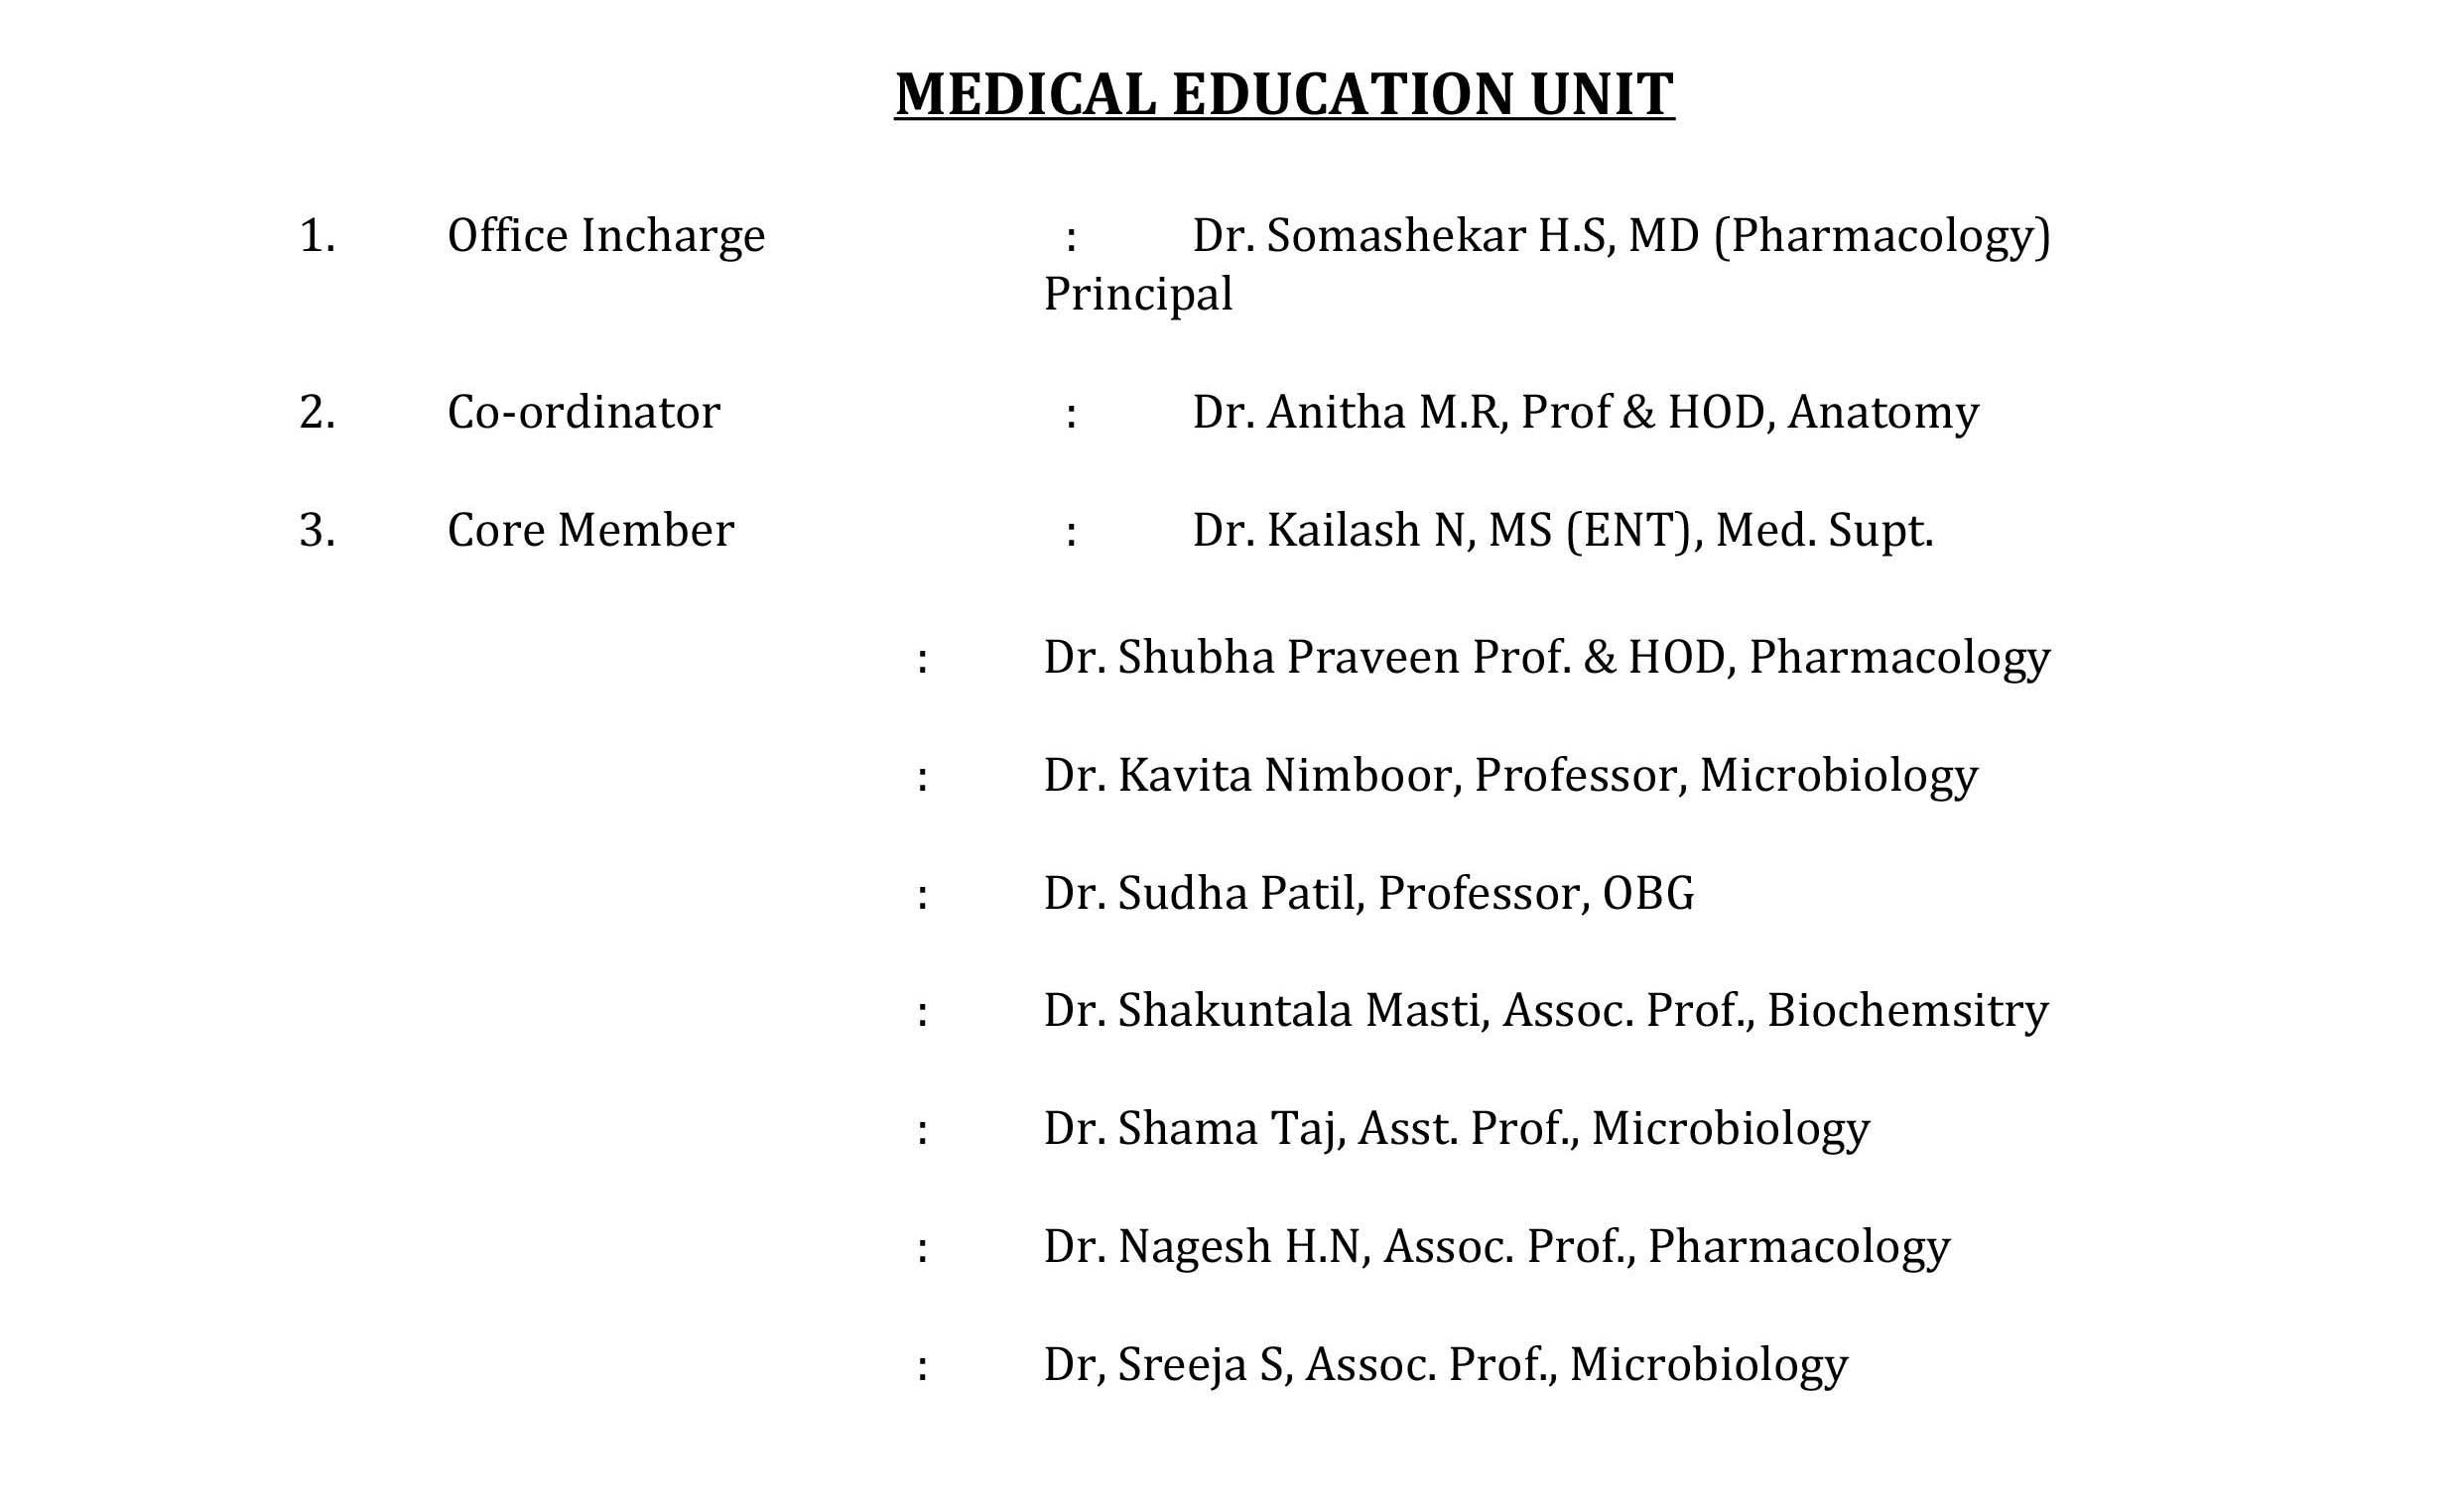 MEDICAL EDUCATION UNIT
1. Office Incharge : Dr. Somashekar H.S, MD (Pharmacology)
Principal
2. Co-ordinator : Dr. Anitha M.R, Prof & HOD, Anatomy
3. Core Member : Dr. Kailash N, MS (ENT), Med. Supt.
: Dr. Shubha Praveen Prof. & HOD, Pharmacology
: Dr. Kavita Nimboor, Professor, Microbiology
: Dr. Sudha Patil, Professor, OBG
: Dr. Shakuntala Masti, Assoc. Prof., Biochemsitry
: Dr. Shama Taj, Asst. Prof., Microbiology
: Dr. Nagesh H.N, Assoc. Prof., Pharmacology
: Dr, Sreeja S, Assoc. Prof., Microbiology